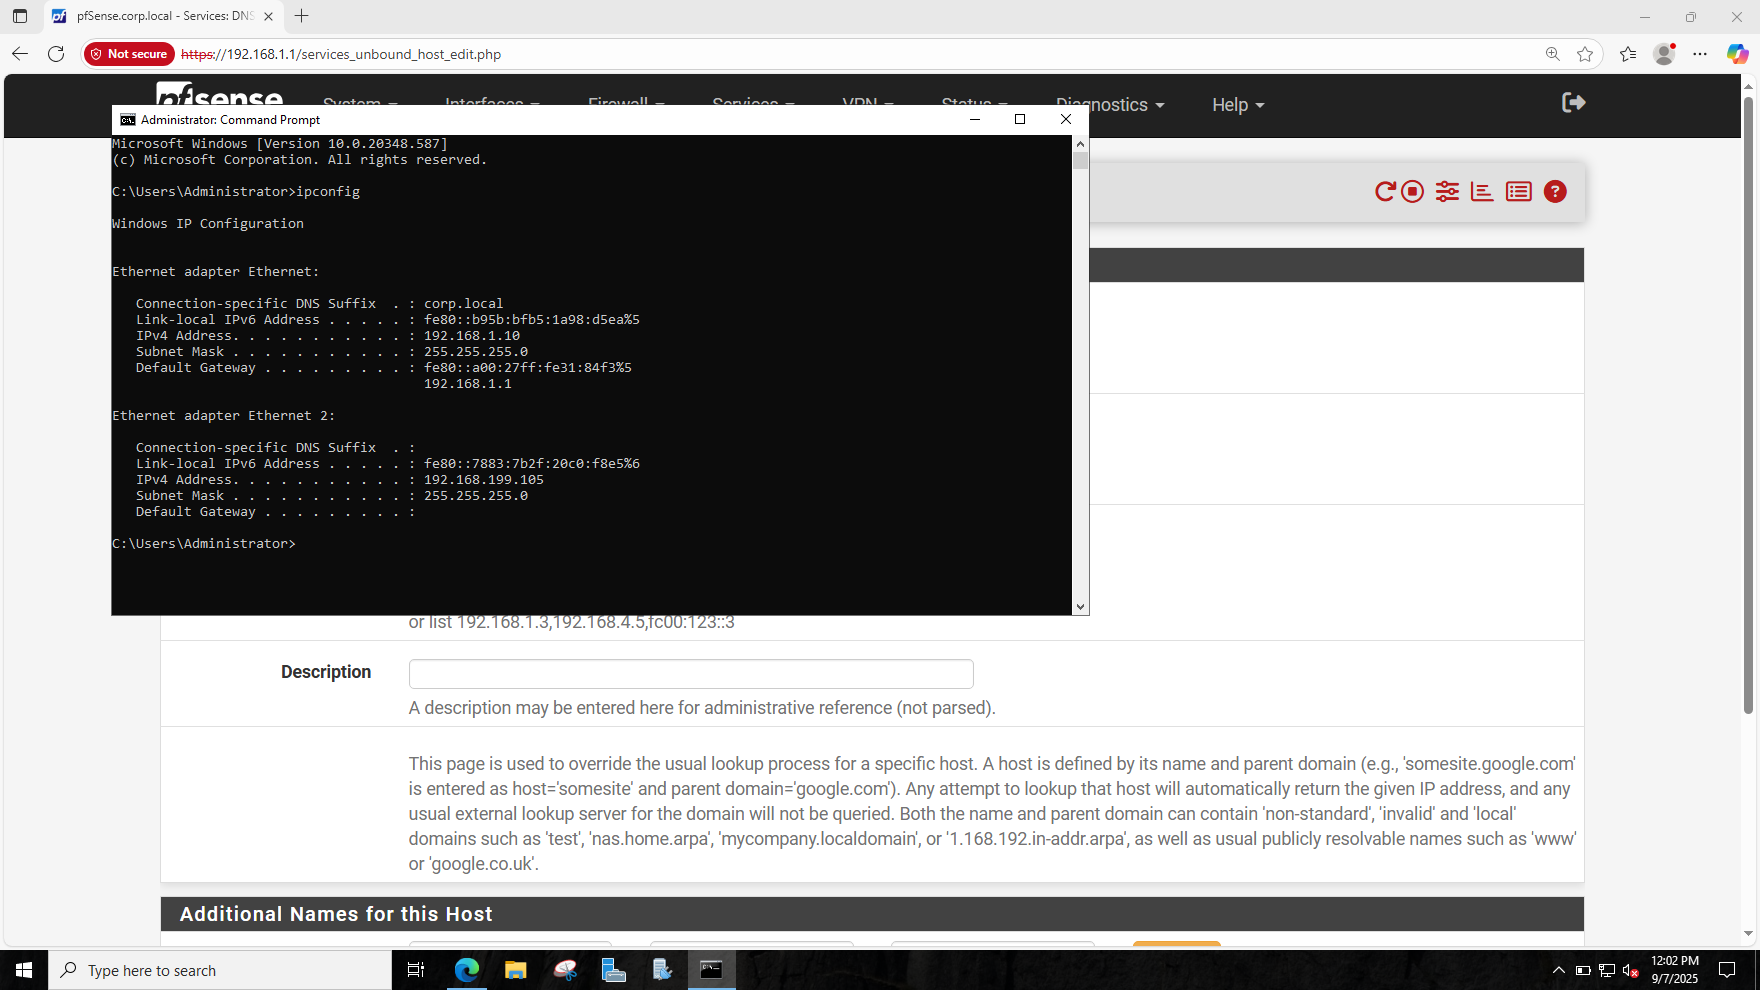 pfSense.corp.local - Services: DNS
Not secure https://192.168.1.1/services_unbound_host_edit.php
pfsense System Interfaces Firewall Services VPN Status Diagnostics Help
Administrator: Command Prompt
Microsoft Windows [Version 10.0.20348.587]
(c) Microsoft Corporation. All rights reserved.
C:\Users\Administrator>ipconfig
Windows IP Configuration
Ethernet adapter Ethernet:
Connection-specific DNS Suffix  . : corp.local
Link-local IPv6 Address . . . . . : fe80::b95b:bfb5:1a98:d5ea%5
IPv4 Address. . . . . . . . . . . : 192.168.1.10
Subnet Mask . . . . . . . . . . . : 255.255.255.0
Default Gateway . . . . . . . . . : fe80::a00:27ff:fe31:84f3%5
192.168.1.1
Ethernet adapter Ethernet 2:
Connection-specific DNS Suffix  . :
Link-local IPv6 Address . . . . . : fe80::7883:7b2f:20c0:f8e5%6
IPv4 Address. . . . . . . . . . . : 192.168.199.105
Subnet Mask . . . . . . . . . . . : 255.255.255.0
Default Gateway . . . . . . . . . :
C:\Users\Administrator>
or list 192.168.1.3,192.168.4.5,fc00:123::3
Description
A description may be entered here for administrative reference (not parsed).
This page is used to override the usual lookup process for a specific host. A host is defined by its name and parent domain (e.g., 'somesite.google.com'
is entered as host='somesite' and parent domain='google.com'). Any attempt to lookup that host will automatically return the given IP address, and any
usual external lookup server for the domain will not be queried. Both the name and parent domain can contain 'non-standard', 'invalid' and 'local'
domains such as 'test', 'nas.home.arpa', 'mycompany.localdomain', or '1.168.192.in-addr.arpa', as well as usual publicly resolvable names such as 'www'
or 'google.co.uk'.
Additional Names for this Host
Type here to search
12:02 PM
9/7/2025